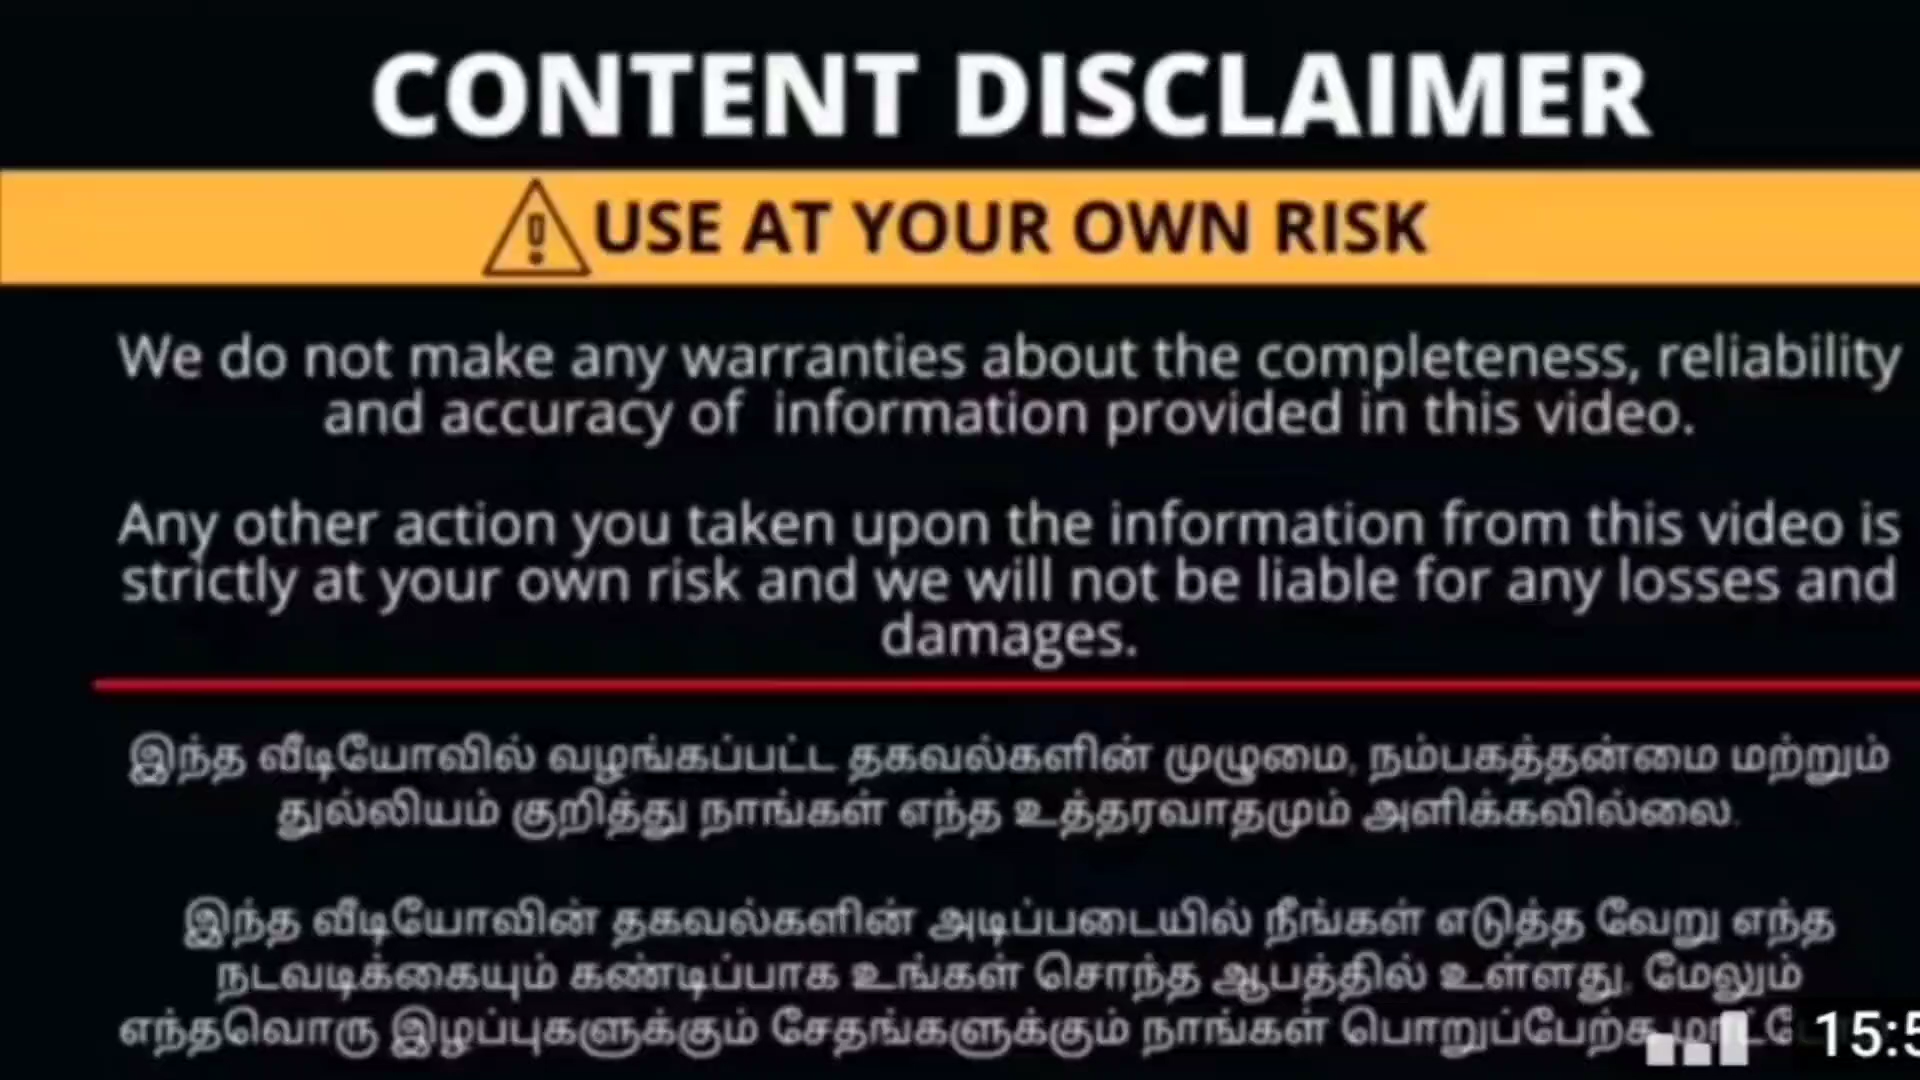 CONTENT DISCLAIMER
USE AT YOUR OWN RISK
We do not make any warranties about the completeness, reliability
and accuracy of information provided in this video.
Any other action you taken upon the information from this video is
strictly at your own risk and we will not be liable for any losses and
damages.
இந்த வீடியோவில் வழங்கப்பட்ட தகவல்களின் முழுமை, நம்பகத்தன்மை மற்றும்
துல்லியம் குறித்து நாங்கள் எந்த உத்தரவாதமும் அளிக்கவில்லை.
இந்த வீடியோவின் தகவல்களின் அடிப்படையில் நீங்கள் எடுத்த வேறு எந்த
நடவடிக்கையும் கண்டிப்பாக உங்கள் சொந்த ஆபத்தில் உள்ளது, மேலும்
எந்தவொரு இழப்புகளுக்கும் சேதங்களுக்கும் நாங்கள்